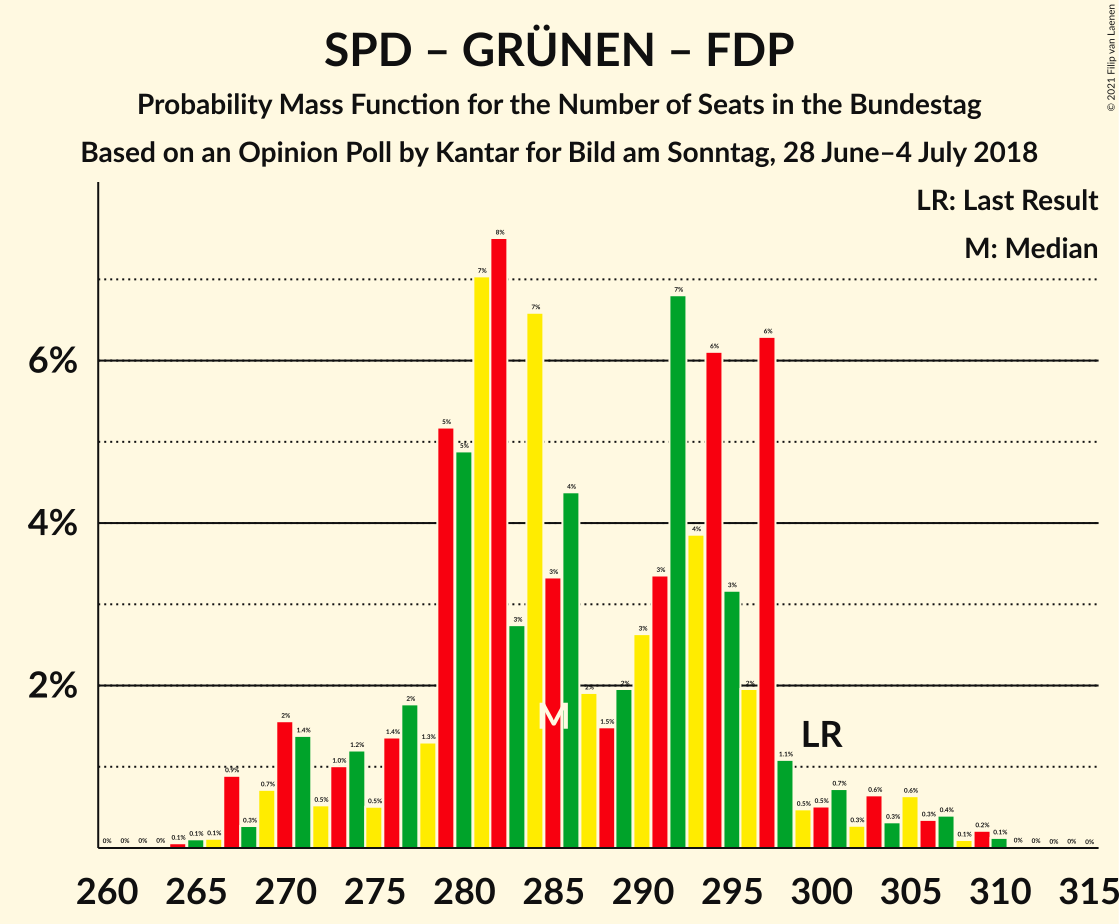 SPD – GRÜNEN – FDP
Probability Mass Function for the Number of Seats in the Bundestag
Based on an Opinion Poll by Kantar for Bild am Sonntag, 28 June–4 July 2018
© 2021 Filip van Laenen
LR: Last Result
M: Median
6%
4%
2%
0% 0% 0% 0% 0.1% 0.1% 0.1% 0.9% 0.3% 0.7% 2% 1.4% 0.5% 1.0% 1.2% 0.5% 1.4% 2% 1.3% 5% 5% 7% 8% 3% 7% 3% 4% 2% 1.5% 2% 3% 3% 7% 4% 6% 3% 2% 6% 1.1% 0.5% 0.5% 0.7% 0.3% 0.6% 0.3% 0.6% 0.3% 0.4% 0.1% 0.2% 0.1% 0% 0% 0% 0% 0%
M
LR
260 265 270 275 280 285 290 295 300 305 310 315